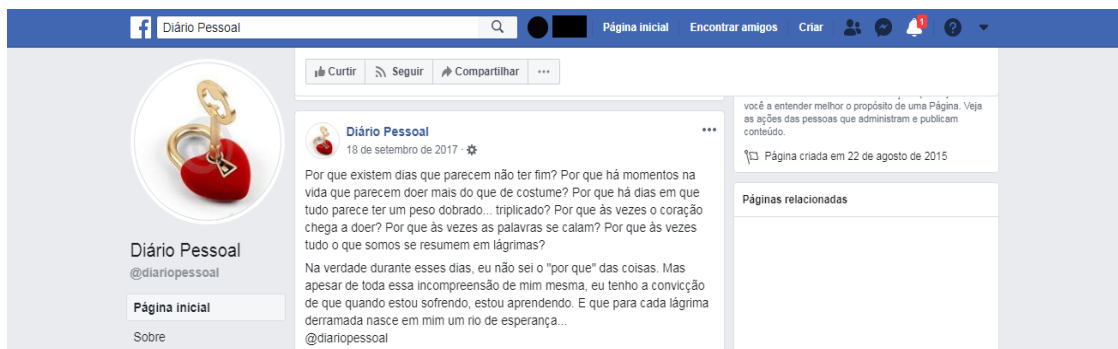 Diário Pessoal
Página inicial Encontrar amigos Criar 1
Curtir Seguir Compartilhar
Diário Pessoal
18 de setembro de 2017
Por que existem dias que parecem não ter fim? Por que há momentos na
vida que parecem doer mais do que de costume? Por que há dias em que
tudo parece ter um peso dobrado... triplicado? Por que às vezes o coração
chega a doer? Por que às vezes as palavras se calam? Por que às vezes
tudo o que somos se resumem em lágrimas?
Na verdade durante esses dias, eu não sei o "por que" das coisas. Mas
apesar de toda essa incompreensão de mim mesma, eu tenho a convicção
de que quando estou sofrendo, estou aprendendo. E que para cada lágrima
derramada nasce em mim um rio de esperança...
@diariopessoal
Diário Pessoal
@diariopessoal
Página inicial
Sobre
você a entender melhor o propósito de uma Página. Veja
as ações das pessoas que administram e publicam
conteúdo.
Página criada em 22 de agosto de 2015
Páginas relacionadas